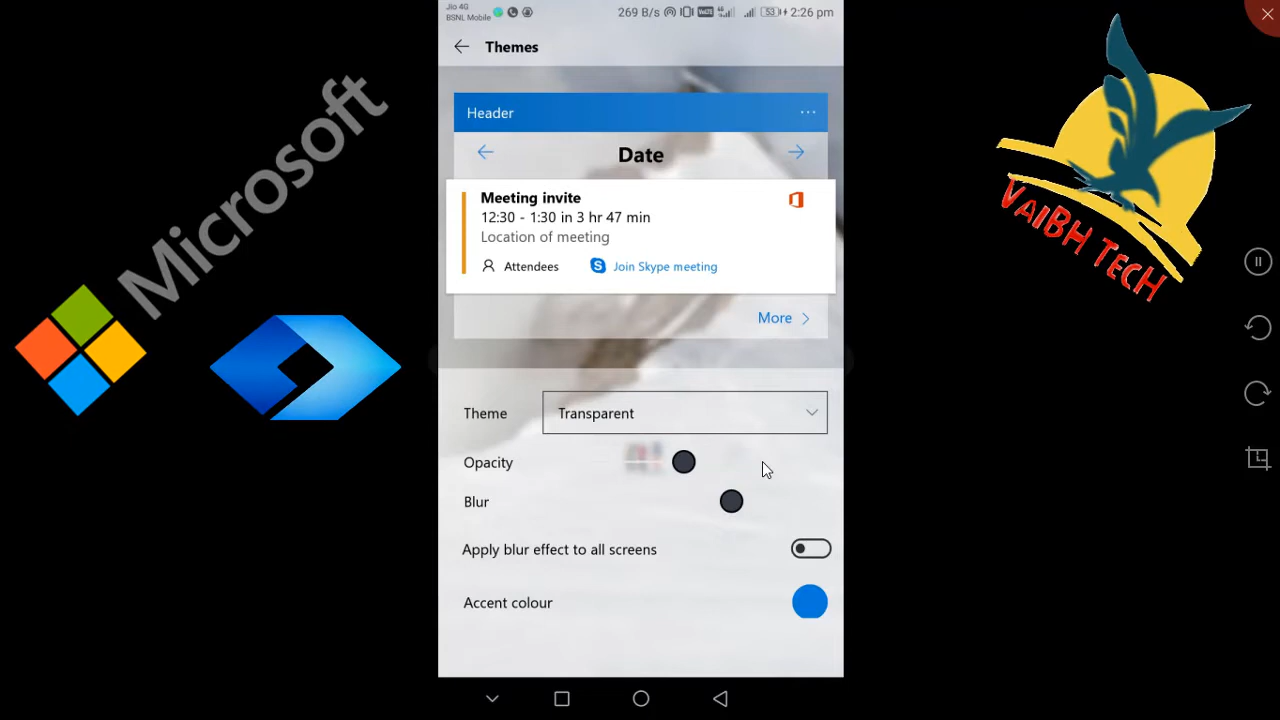 Jio 4G
BSNL Mobile
269 B/s
53
2:26 pm
Themes
Header
Date
Meeting invite
12:30 - 1:30 in 3 hr 47 min
Location of meeting
Attendees
Join Skype meeting
More
Theme
Transparent
Opacity
Blur
Apply blur effect to all screens
Accent colour
Microsoft
VAIBH TECH